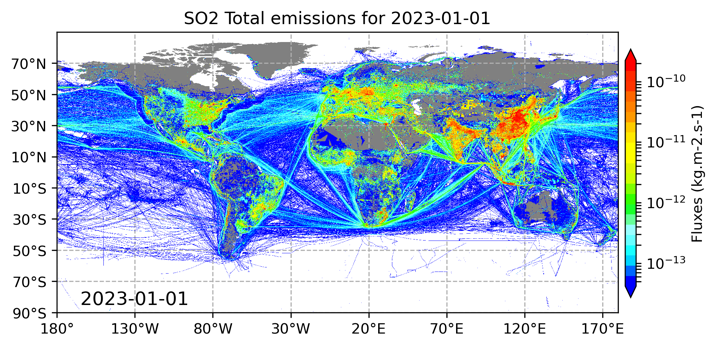 SO2 Total emissions for 2023-01-01
70°N
50°N
30°N
10°N
10°S
30°S
50°S
70°S
90°S
2023-01-01
180°
130°W
80°W
30°W
20°E
70°E
120°E
170°E
10⁻¹⁰
10⁻¹¹
10⁻¹²
10⁻¹³
Fluxes (kg.m-2.s-1)